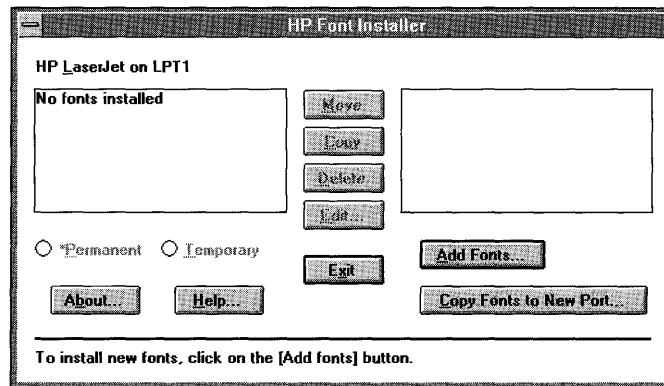 HP Font Installer
HP LaserJet on LPT1
No fonts installed
Move
Copy
Delete
Edit...
*Permanent
Temporary
Exit
Add Fonts...
About...
Help...
Copy Fonts to New Port...
To install new fonts, click on the [Add fonts] button.